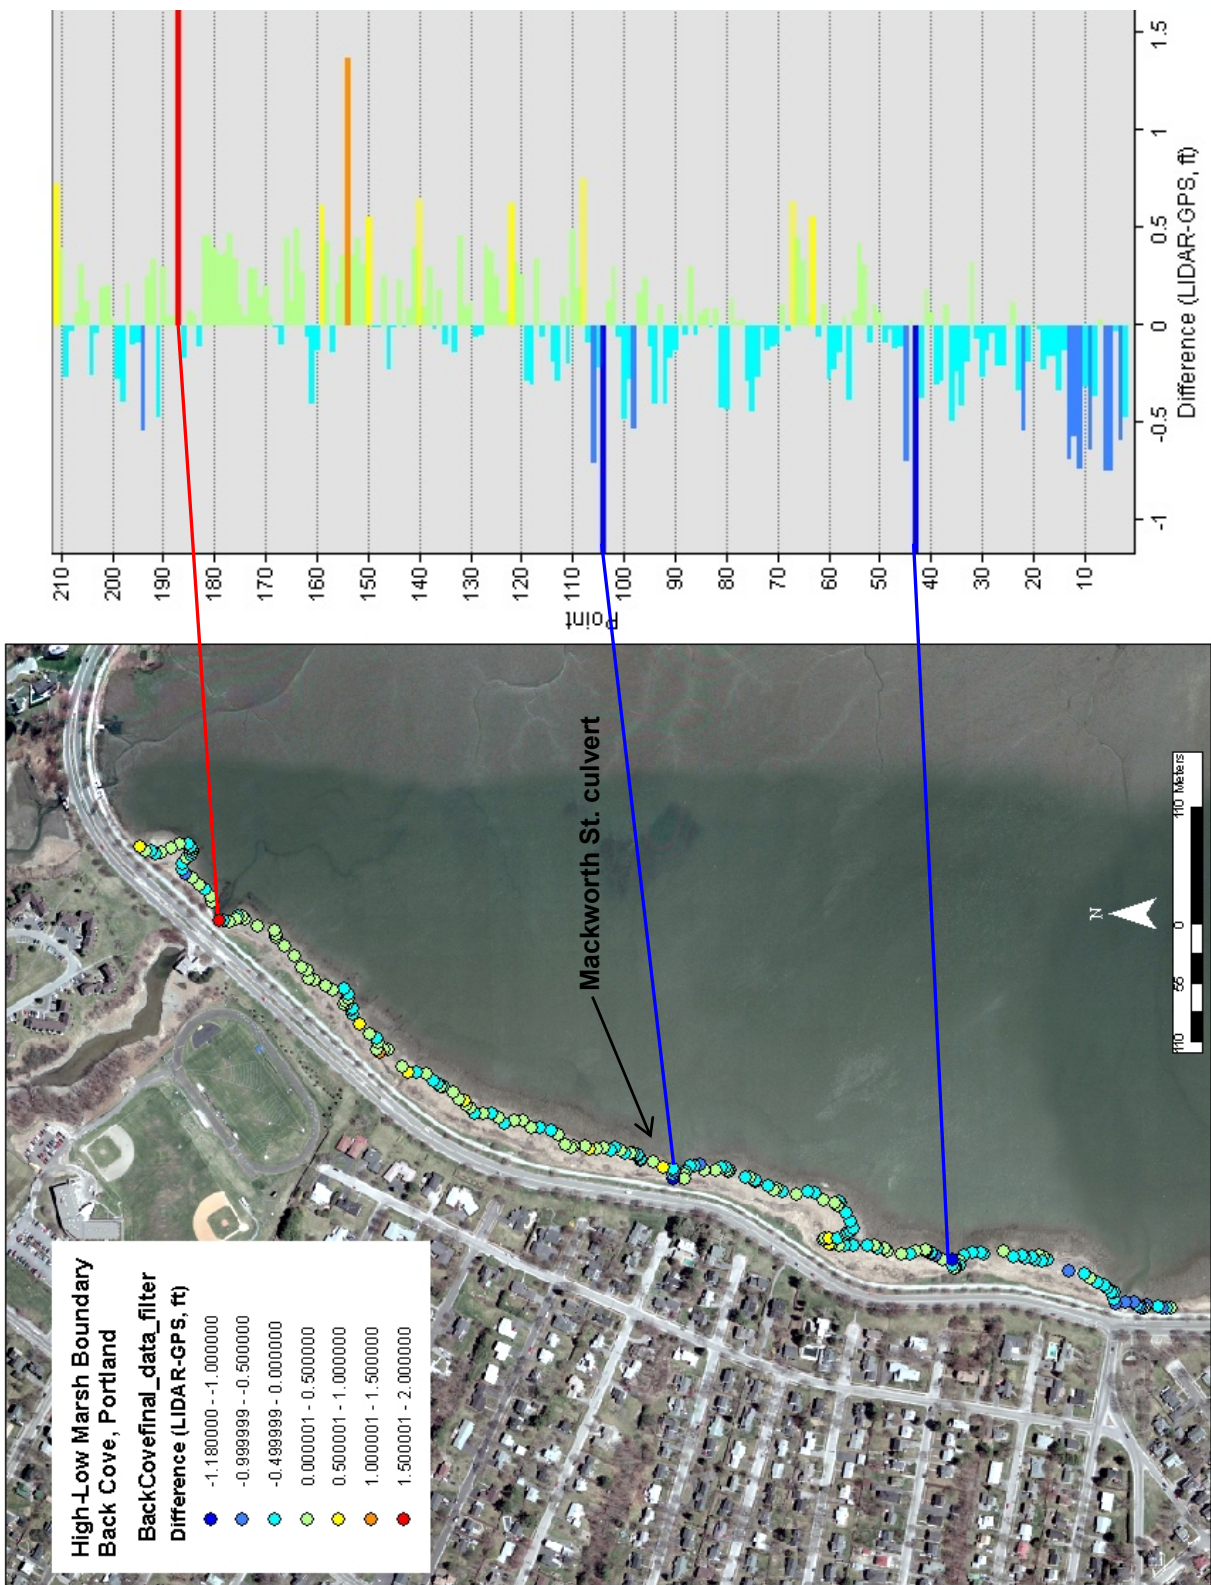 High-Low Marsh Boundary
Back Cove, Portland
BackCovefinal_data_filter
Difference (LIDAR-GPS, ft)
-1.180000 - -1.000000
-0.999999 - -0.500000
-0.499999 - 0.000000
0.000001 - 0.500000
0.500001 - 1.000000
1.000001 - 1.500000
1.500001 - 2.000000
Mackworth St. culvert
N
110 55 0 110 Meters
Point
210
200
190
180
170
160
150
140
130
120
110
100
90
80
70
60
50
40
30
20
10
-1 -0.5 0 0.5 1 1.5
Difference (LIDAR-GPS, ft)